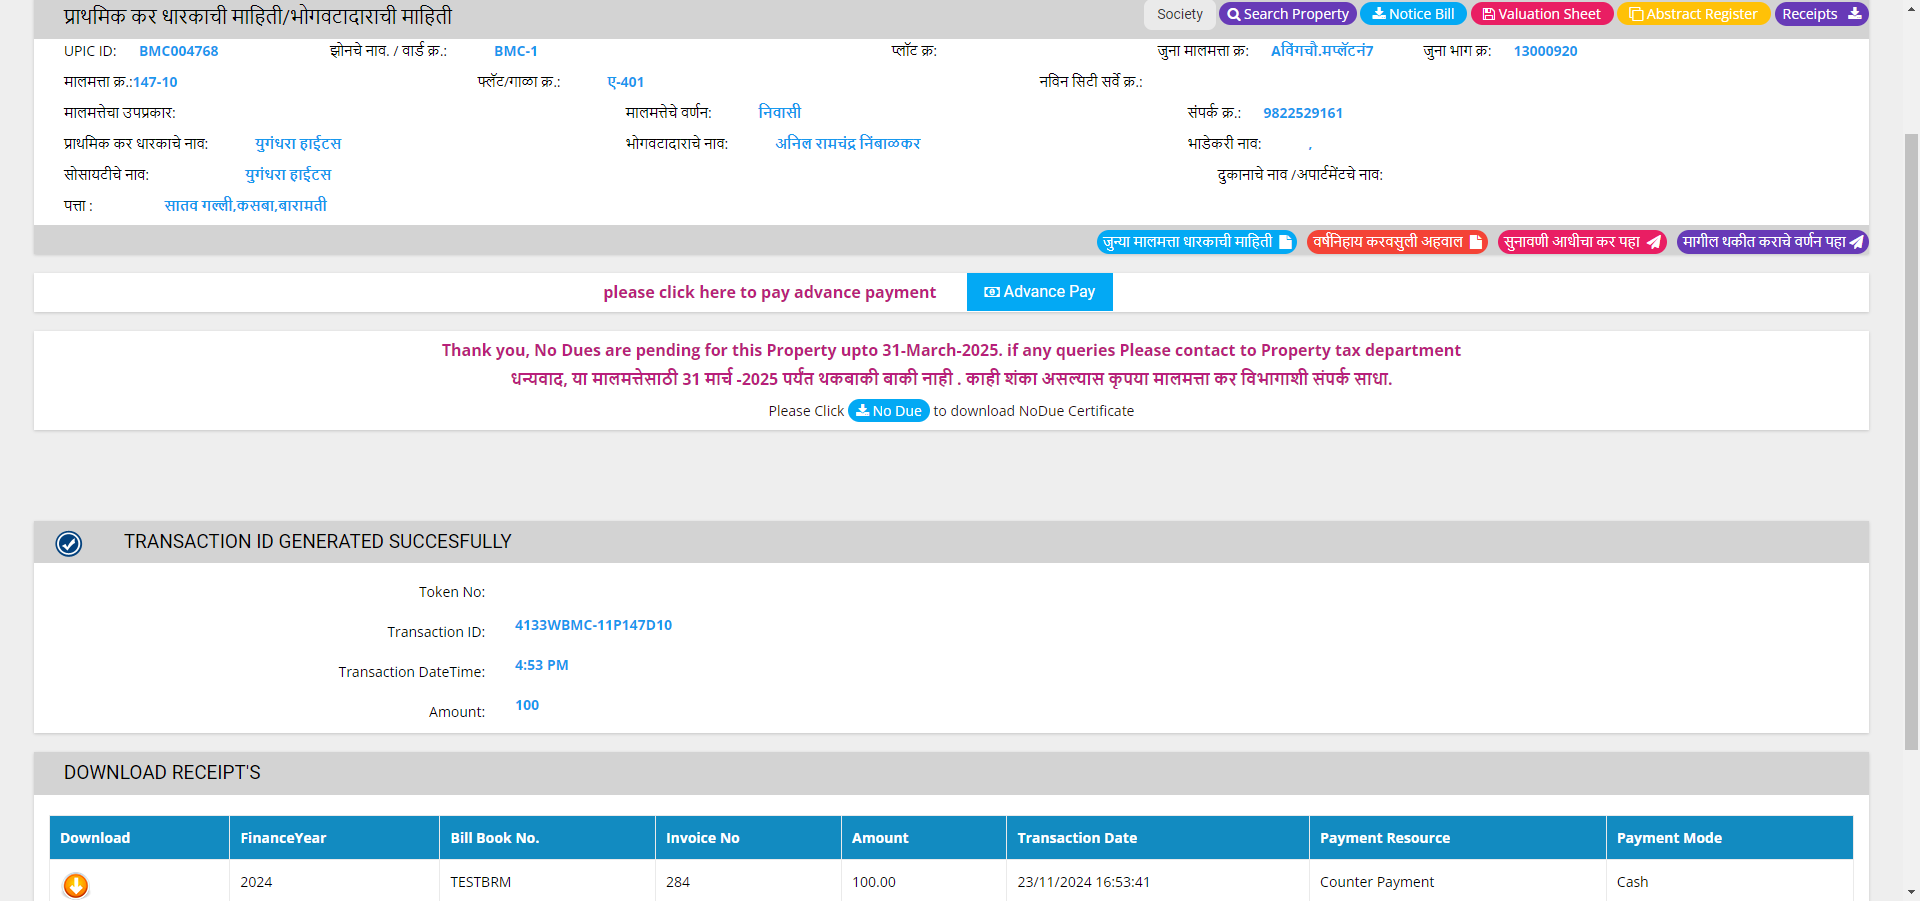 प्राथमिक कर धारकाची माहिती/भोगवटादाराची माहिती Society Search Property Notice Bill Valuation Sheet Abstract Register Receipts
UPIC ID: BMC004768 झोनचे नाव. / वार्ड क्र.: BMC-1 प्लॉट क्र: जुना मालमत्ता क्र: Aविंगचौ.मप्लॅटनं7 जुना भाग क्र: 13000920
मालमत्ता क्र.:147-10 फ्लॅट/गाळा क्र.: ए-401 नविन सिटी सर्वे क्र.:
मालमत्तेचा उपप्रकार: मालमत्तेचे वर्णन: निवासी संपर्क क्र.: 9822529161
प्राथमिक कर धारकाचे नाव: युगंधरा हाईटस भोगवटादाराचे नाव: अनिल रामचंद्र निंबाळकर भाडेकरी नाव: ,
सोसायटीचे नाव: युगंधरा हाईटस दुकानाचे नाव /अपार्टमेंटचे नाव:
पत्ता : सातव गल्ली,कसबा,बारामती
जुन्या मालमत्ता धारकाची माहिती वर्षनिहाय करवसुली अहवाल सुनावणी आधीचा कर पहा मागील थकीत कराचे वर्णन पहा
please click here to pay advance payment Advance Pay
Thank you, No Dues are pending for this Property upto 31-March-2025. if any queries Please contact to Property tax department
धन्यवाद, या मालमत्तेसाठी 31 मार्च -2025 पर्यंत थकबाकी बाकी नाही . काही शंका असल्यास कृपया मालमत्ता कर विभागाशी संपर्क साधा.
Please Click No Due to download NoDue Certificate
TRANSACTION ID GENERATED SUCCESFULLY
Token No:
Transaction ID: 4133WBMC-11P147D10
Transaction DateTime: 4:53 PM
Amount: 100
DOWNLOAD RECEIPT'S
Download FinanceYear Bill Book No. Invoice No Amount Transaction Date Payment Resource Payment Mode
2024 TESTBRM 284 100.00 23/11/2024 16:53:41 Counter Payment Cash